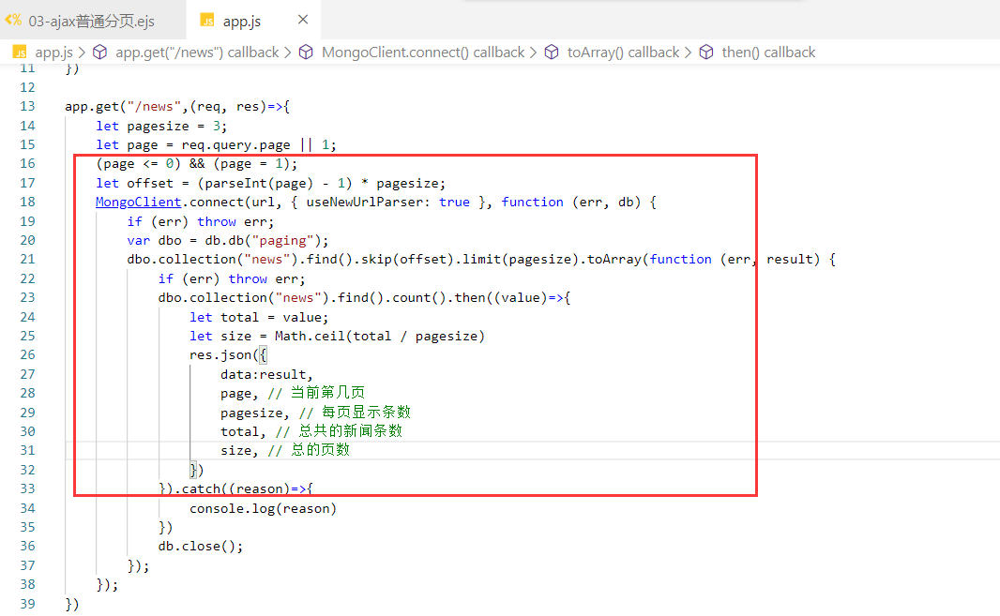 03-ajax普通分页.ejs
JS app.js ×
JS app.js > app.get("/news") callback > MongoClient.connect() callback > toArray() callback > then() callback
11 })
12
13 app.get("/news",(req, res)=>{
14 let pagesize = 3;
15 let page = req.query.page || 1;
16 (page <= 0) && (page = 1);
17 let offset = (parseInt(page) - 1) * pagesize;
18 MongoClient.connect(url, { useNewUrlParser: true }, function (err, db) {
19 if (err) throw err;
20 var dbo = db.db("paging");
21 dbo.collection("news").find().skip(offset).limit(pagesize).toArray(function (err, result) {
22 if (err) throw err;
23 dbo.collection("news").find().count().then((value)=>{
24 let total = value;
25 let size = Math.ceil(total / pagesize)
26 res.json({
27 data:result,
28 page, // 当前第几页
29 pagesize, // 每页显示条数
30 total, // 总共的新闻条数
31 size, // 总的页数
32 })
33 }).catch((reason)=>{
34 console.log(reason)
35 })
36 db.close();
37 });
38 });
39 })